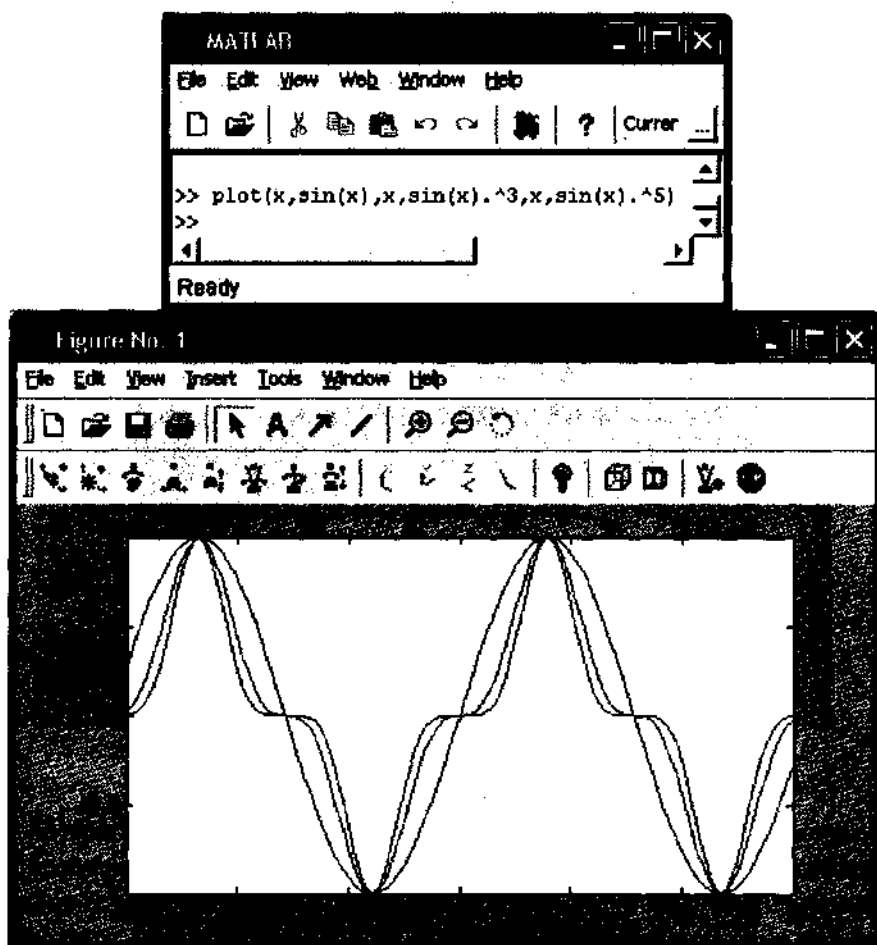 MATLAB
File Edit View Web Window Help
? Currer ...
>> plot(x,sin(x),x,sin(x).^3,x,sin(x).^5)
>>
Ready
Figure No. 1
File Edit View Insert Tools Window Help
A